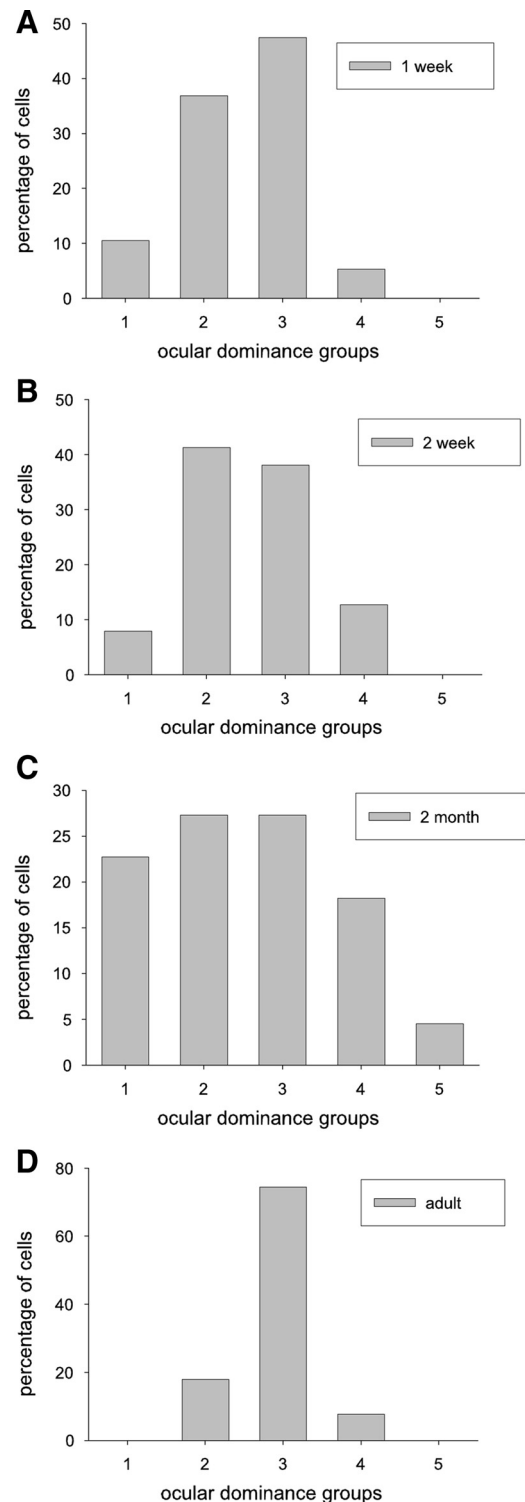 A
50
40
30
20
10
0
percentage of cells
1 week
1 2 3 4 5
ocular dominance groups
B
50
40
30
20
10
0
percentage of cells
2 week
1 2 3 4 5
ocular dominance groups
C
30
25
20
15
10
5
0
percentage of cells
2 month
1 2 3 4 5
ocular dominance groups
D
80
60
40
20
0
percentage of cells
adult
1 2 3 4 5
ocular dominance groups